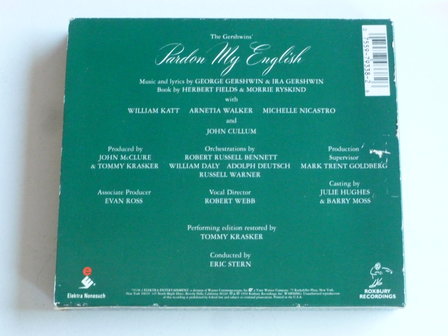 The Gershwins'
Pardon My English
Music and lyrics by GEORGE GERSHWIN & IRA GERSHWIN
Book by HERBERT FIELDS & MORRIE RYSKIND
with
WILLIAM KATT ARNETIA WALKER MICHELLE NICASTRO
and
JOHN CULLUM
Produced by
JOHN McCLURE
& TOMMY KRASKER
Orchestrations by
ROBERT RUSSELL BENNETT
WILLIAM DALY ADOLPH DEUTSCH
RUSSELL WARNER
Production
Supervisor
MARK TRENT GOLDBERG
Associate Producer
EVAN ROSS
Vocal Director
ROBERT WEBB
Casting by
JULIE HUGHES
& BARRY MOSS
Performing edition restored by
TOMMY KRASKER
Conducted by
ERIC STERN
Elektra Nonesuch
ROXBURY
RECORDINGS